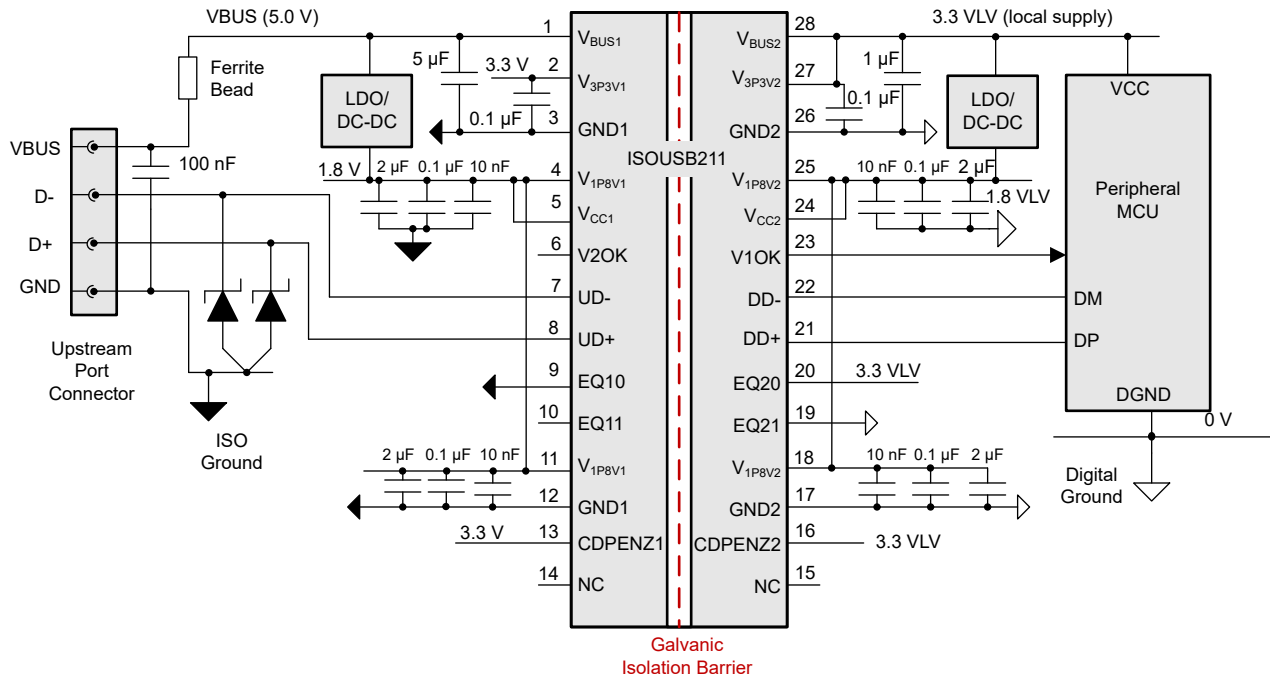 VBUS (5.0 V)
Ferrite
Bead
VBUS
D-
D+
GND
100 nF
Upstream
Port
Connector
ISO
Ground
LDO/
DC-DC
5 µF
3.3 V
0.1 µF
1.8 V
2 µF
0.1 µF
10 nF
2 µF
0.1 µF
10 nF
3.3 V
1
2
3
4
5
6
7
8
9
10
11
12
13
14
VBUS1
V3P3V1
GND1
V1P8V1
VCC1
V2OK
UD-
UD+
EQ10
EQ11
V1P8V1
GND1
CDPENZ1
NC
ISOUSB211
Galvanic
Isolation Barrier
VBUS2
V3P3V2
GND2
V1P8V2
VCC2
V1OK
DD-
DD+
EQ20
EQ21
V1P8V2
GND2
CDPENZ2
NC
28
27
26
25
24
23
22
21
20
19
18
17
16
15
3.3 VLV (local supply)
1 µF
0.1 µF
LDO/
DC-DC
10 nF
0.1 µF
2 µF
1.8 VLV
3.3 VLV
10 nF
0.1 µF
2 µF
3.3 VLV
VCC
Peripheral
MCU
DM
DP
DGND
0 V
Digital
Ground